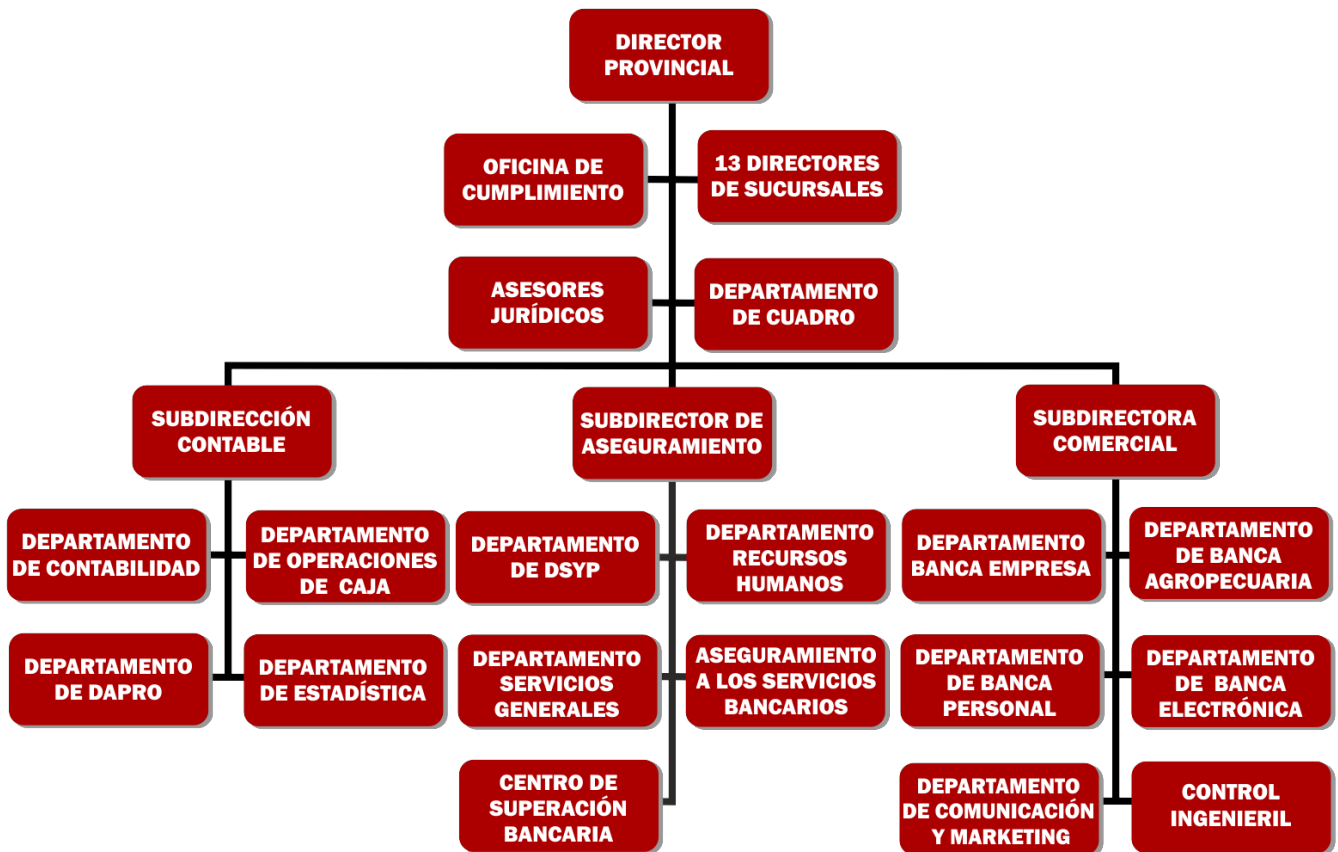 DIRECTOR
PROVINCIAL
OFICINA DE
CUMPLIMIENTO
13 DIRECTORES
DE SUCURSALES
ASESORES
JURÍDICOS
DEPARTAMENTO
DE CUADRO
SUBDIRECCIÓN
CONTABLE
SUBDIRECTOR DE
ASEGURAMIENTO
SUBDIRECTORA
COMERCIAL
DEPARTAMENTO
DE CONTABILIDAD
DEPARTAMENTO
DE OPERACIONES
DE CAJA
DEPARTAMENTO
DE DSYP
DEPARTAMENTO
RECURSOS
HUMANOS
DEPARTAMENTO
BANCA EMPRESA
DEPARTAMENTO
DE BANCA
AGROPECUARIA
DEPARTAMENTO
DE DAPRO
DEPARTAMENTO
DE ESTADÍSTICA
DEPARTAMENTO
SERVICIOS
GENERALES
ASEGURAMIENTO
A LOS SERVICIOS
BANCARIOS
DEPARTAMENTO
DE BANCA
PERSONAL
DEPARTAMENTO
DE BANCA
ELECTRÓNICA
CENTRO DE
SUPERACIÓN
BANCARIA
DEPARTAMENTO
DE COMUNICACIÓN
Y MARKETING
CONTROL
INGENIERIL